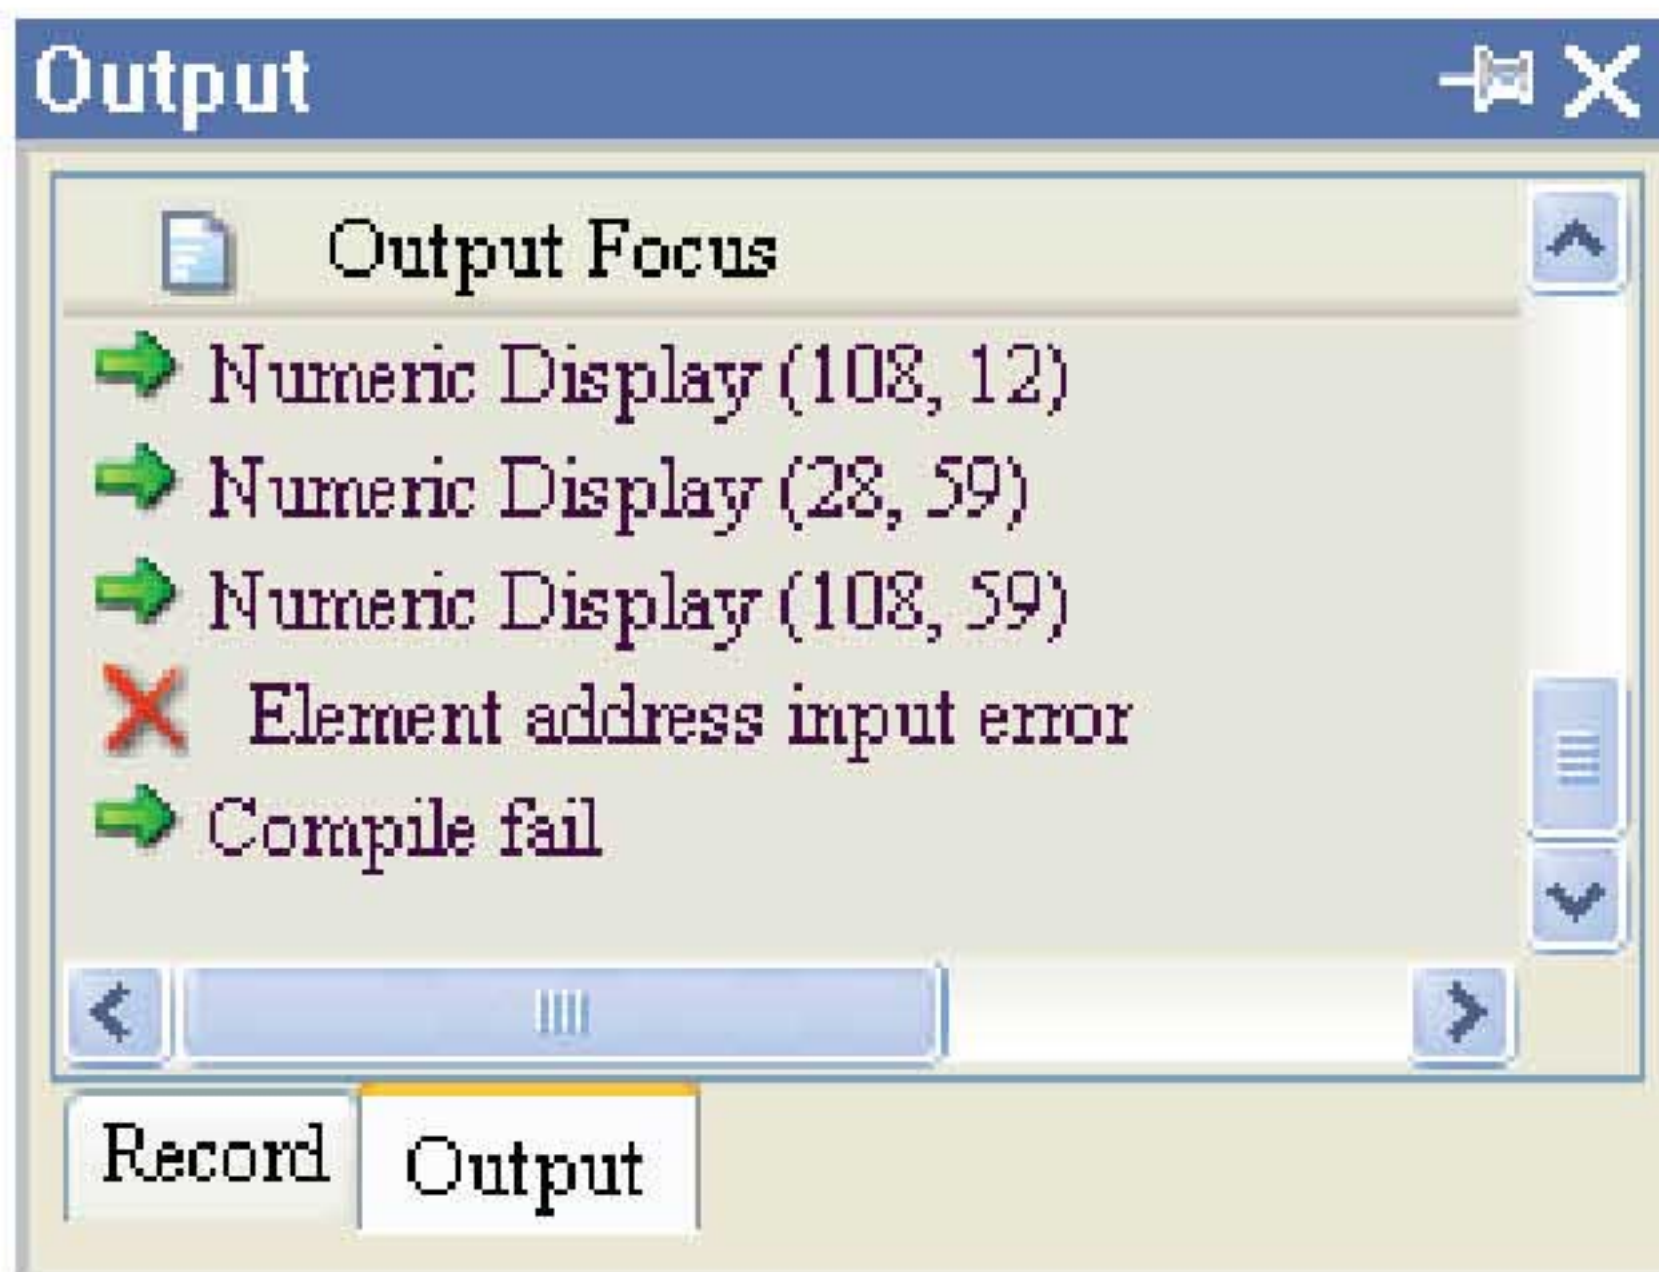 Output
Output Focus
Numeric Display (108, 12)
Numeric Display (28, 59)
Numeric Display (108, 59)
Element address input error
Compile fail
Record
Output